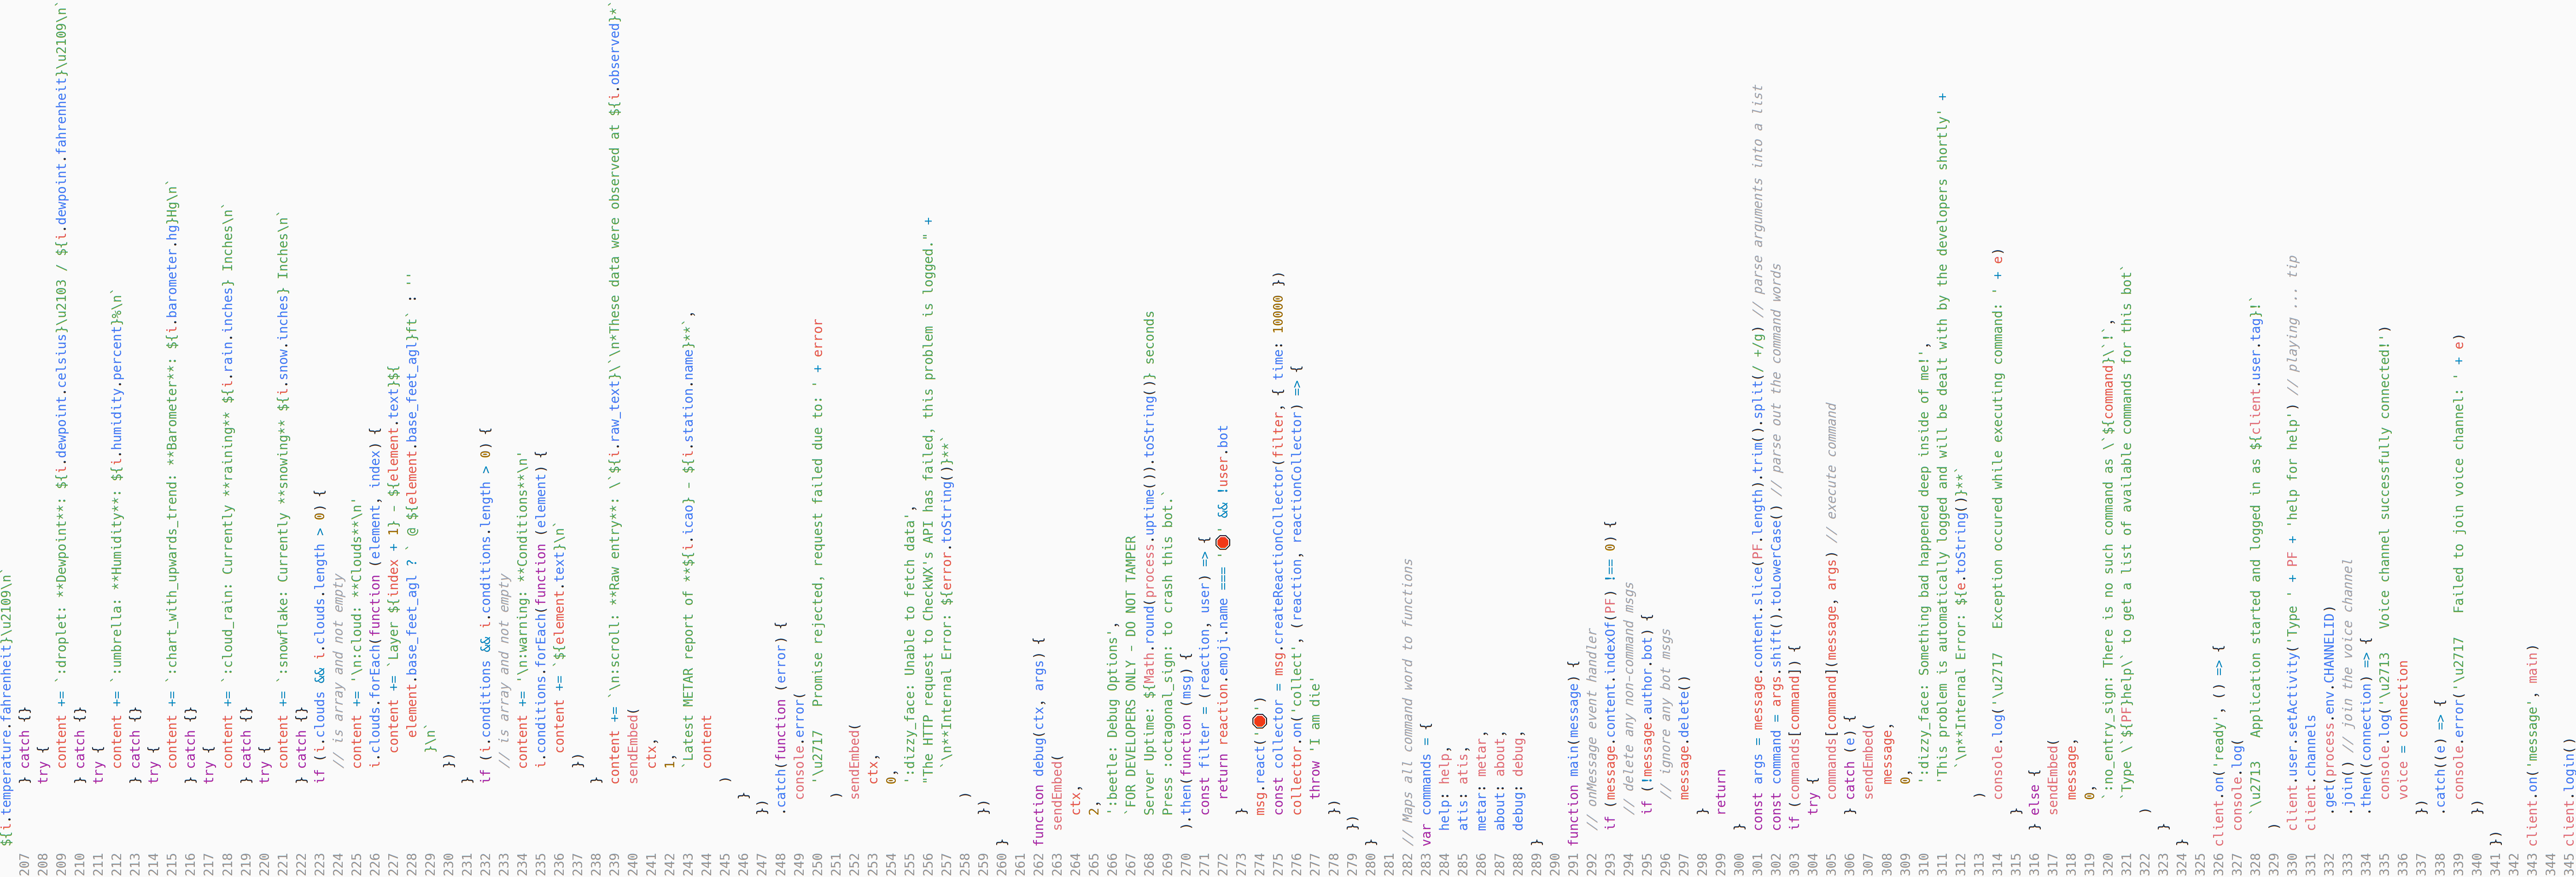 ${i.temperature.fahrenheit}\u2109\n`
207 } catch {}
208 try {
209 content += `:droplet: **Dewpoint**: ${i.dewpoint.celsius}\u2103 / ${i.dewpoint.fahrenheit}\u2109\n`
210 } catch {}
211 try {
212 content += `:umbrella: **Humidity**: ${i.humidity.percent}%\n`
213 } catch {}
214 try {
215 content += `:chart_with_upwards_trend: **Barometer**: ${i.barometer.hg}Hg\n`
216 } catch {}
217 try {
218 content += `:cloud_rain: Currently **raining** ${i.rain.inches} Inches\n`
219 } catch {}
220 try {
221 content += `:snowflake: Currently **snowing** ${i.snow.inches} Inches\n`
222 } catch {}
223 if (i.clouds && i.clouds.length > 0) {
224 // is array and not empty
225 content += '\n:cloud: **Clouds**\n'
226 i.clouds.forEach(function (element, index) {
227 content += `Layer ${index + 1} - ${element.text}${
228 element.base_feet_agl ? ` @ ${element.base_feet_agl}ft` : ''
229 }\n`
230 })
231 }
232 if (i.conditions && i.conditions.length > 0) {
233 // is array and not empty
234 content += '\n:warning: **Conditions**\n'
235 i.conditions.forEach(function (element) {
236 content += `${element.text}\n`
237 })
238 }
239 content += `\n:scroll: **Raw entry**: \`${i.raw_text}\`\n*These data were observed at ${i.observed}*`
240 sendEmbed(
241 ctx,
242 1,
243 `Latest METAR report of **${i.icao} - ${i.station.name}**`,
244 content
245 )
246 }
247 })
248 .catch(function (error) {
249 console.error(
250 '\u2717   Promise rejected, request failed due to: ' + error
251 )
252 sendEmbed(
253 ctx,
254 0,
255 ':dizzy_face: Unable to fetch data',
256 "The HTTP request to CheckWX's API has failed, this problem is logged." +
257 `\n**Internal Error: ${error.toString()}**`
258 )
259 })
260 }
261
262 function debug(ctx, args) {
263 sendEmbed(
264 ctx,
265 2,
266 ':beetle: Debug Options',
267 `FOR DEVELOPERS ONLY - DO NOT TAMPER
268 Server Uptime: ${Math.round(process.uptime()).toString()} seconds
269 Press :octagonal_sign: to crash this bot.`
270 ).then(function (msg) {
271 const filter = (reaction, user) => {
272 return reaction.emoji.name === '🛑' && !user.bot
273 }
274 msg.react('🛑')
275 const collector = msg.createReactionCollector(filter, { time: 10000 })
276 collector.on('collect', (reaction, reactionCollector) => {
277 throw 'I am die'
278 })
279 })
280 }
281
282 // Maps all command word to functions
283 var commands = {
284 help: help,
285 atis: atis,
286 metar: metar,
287 about: about,
288 debug: debug,
289 }
290
291 function main(message) {
292 // onMessage event handler
293 if (message.content.indexOf(PF) !== 0) {
294 // delete any non-command msgs
295 if (!message.author.bot) {
296 // ignore any bot msgs
297 message.delete()
298 }
299 return
300 }
301 const args = message.content.slice(PF.length).trim().split(/ +/g) // parse arguments into a list
302 const command = args.shift().toLowerCase() // parse out the command words
303 if (commands[command]) {
304 try {
305 commands[command](message, args) // execute command
306 } catch (e) {
307 sendEmbed(
308 message,
309 0,
310 ':dizzy_face: Something bad happened deep inside of me!',
311 'This problem is automatically logged and will be dealt with by the developers shortly' +
312 `\n**Internal Error: ${e.toString()}**`
313 )
314 console.log('\u2717   Exception occured while executing command: ' + e)
315 }
316 } else {
317 sendEmbed(
318 message,
319 0,
320 `:no_entry_sign: There is no such command as \`${command}\`!`,
321 `Type \`${PF}help\` to get a list of available commands for this bot`
322 )
323 }
324 }
325
326 client.on('ready', () => {
327 console.log(
328 `\u2713   Application started and logged in as ${client.user.tag}!`
329 )
330 client.user.setActivity('Type ' + PF + 'help for help') // playing ... tip
331 client.channels
332 .get(process.env.CHANNELID)
333 .join() // join the voice channel
334 .then((connection) => {
335 console.log('\u2713   Voice channel successfully connected!')
336 voice = connection
337 })
338 .catch((e) => {
339 console.error('\u2717   Failed to join voice channel: ' + e)
340 })
341 })
342
343 client.on('message', main)
344
345 client.login()